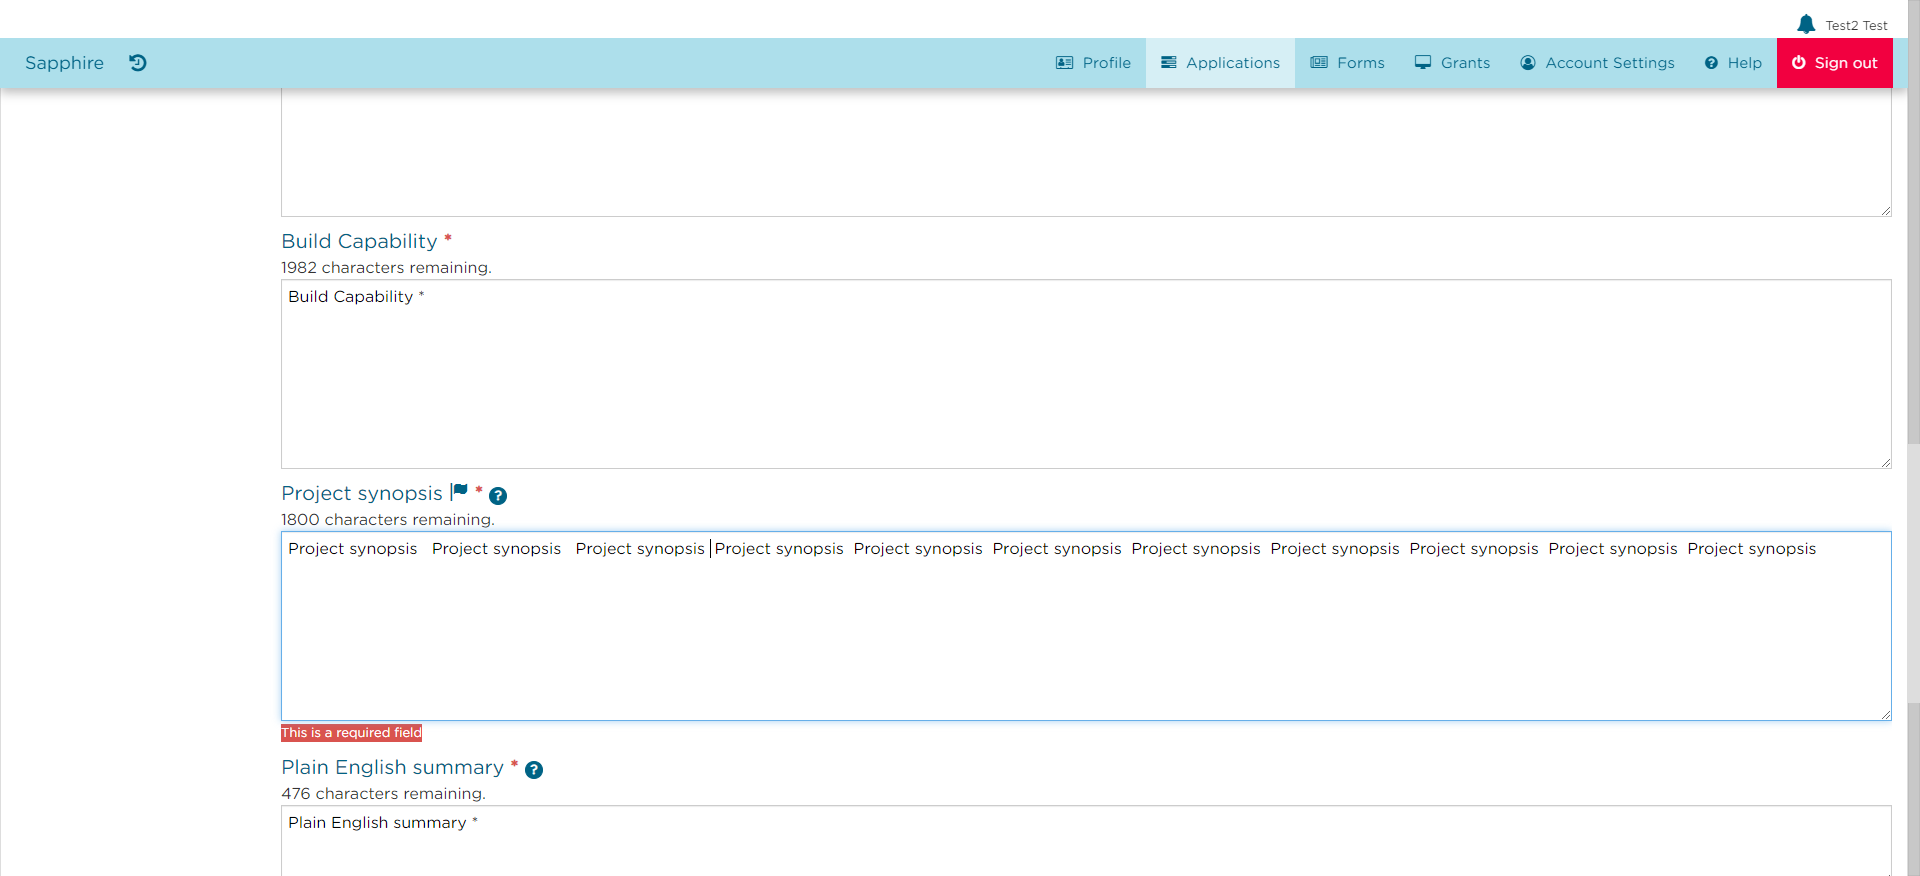 Test2 Test
Sapphire Profile Applications Forms Grants Account Settings Help Sign out
Build Capability *
1982 characters remaining.
Build Capability *
Project synopsis * ?
1800 characters remaining.
Project synopsis Project synopsis Project synopsis Project synopsis Project synopsis Project synopsis Project synopsis Project synopsis Project synopsis Project synopsis Project synopsis
This is a required field
Plain English summary * ?
476 characters remaining.
Plain English summary *